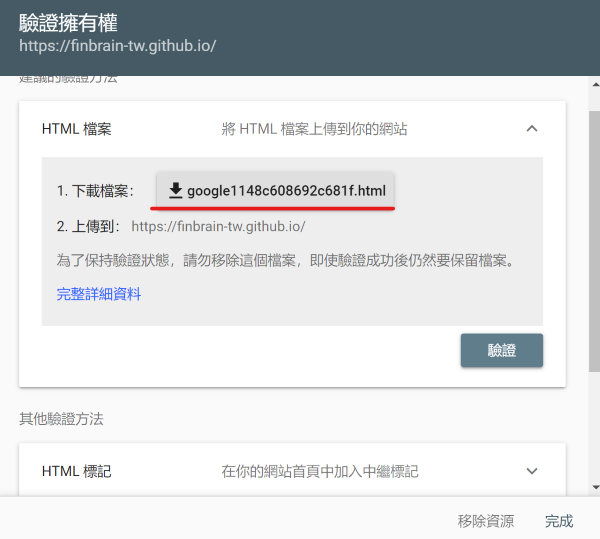 驗證擁有權
https://finbrain-tw.github.io/
建議的驗證方法
HTML 檔案 將 HTML 檔案上傳到你的網站
1. 下載檔案： google1148c608692c681f.html
2. 上傳到： https://finbrain-tw.github.io/
為了保持驗證狀態，請勿移除這個檔案，即使驗證成功後仍然要保留檔案。
完整詳細資料
驗證
其他驗證方法
HTML 標記 在你的網站首頁中加入中繼標記
移除資源 完成